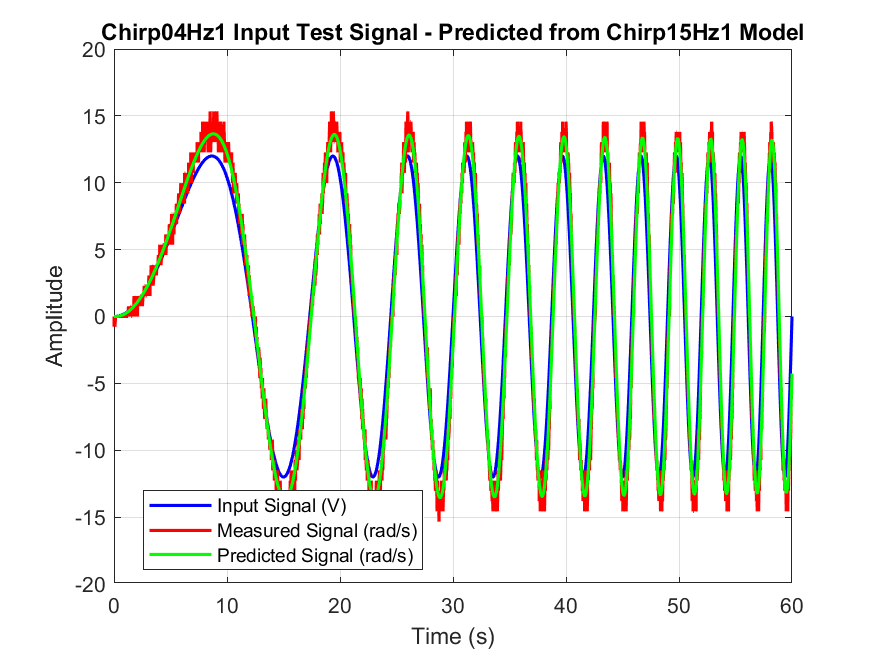 Chirp04Hz1 Input Test Signal - Predicted from Chirp15Hz1 Model
20
15
10
5
0
-5
-10
-15
-20
Amplitude
Input Signal (V)
Measured Signal (rad/s)
Predicted Signal (rad/s)
0 10 20 30 40 50 60
Time (s)